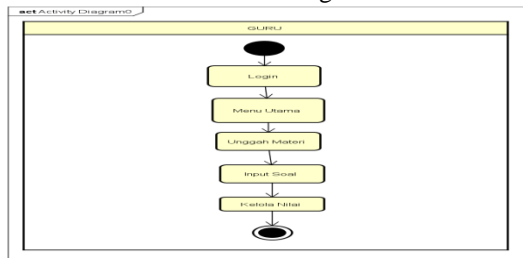 act Activity Diagram0
GURU
Login
Menu Utama
Unggah Materi
Input Soal
Kelola Nilai